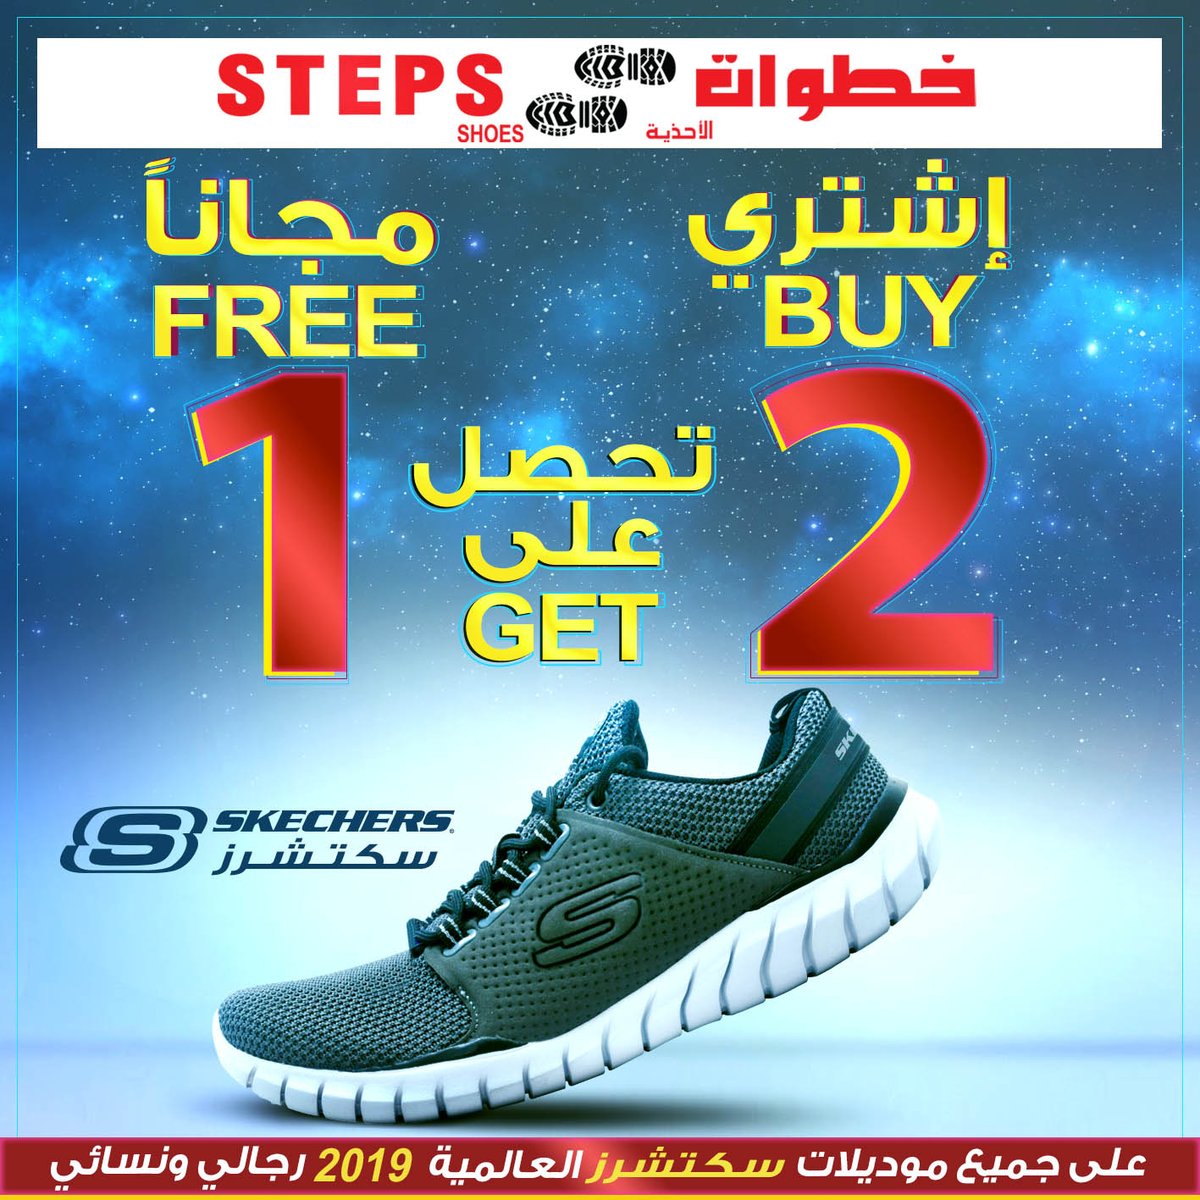 STEPS خطوات
SHOES الأحذية
إشتري
BUY
2
تحصل
على
GET
مجاناً
FREE
1
SKECHERS
سكتشرز
S
SK
على جميع موديلات سكتشرز العالمية 2019 رجالي ونسائي